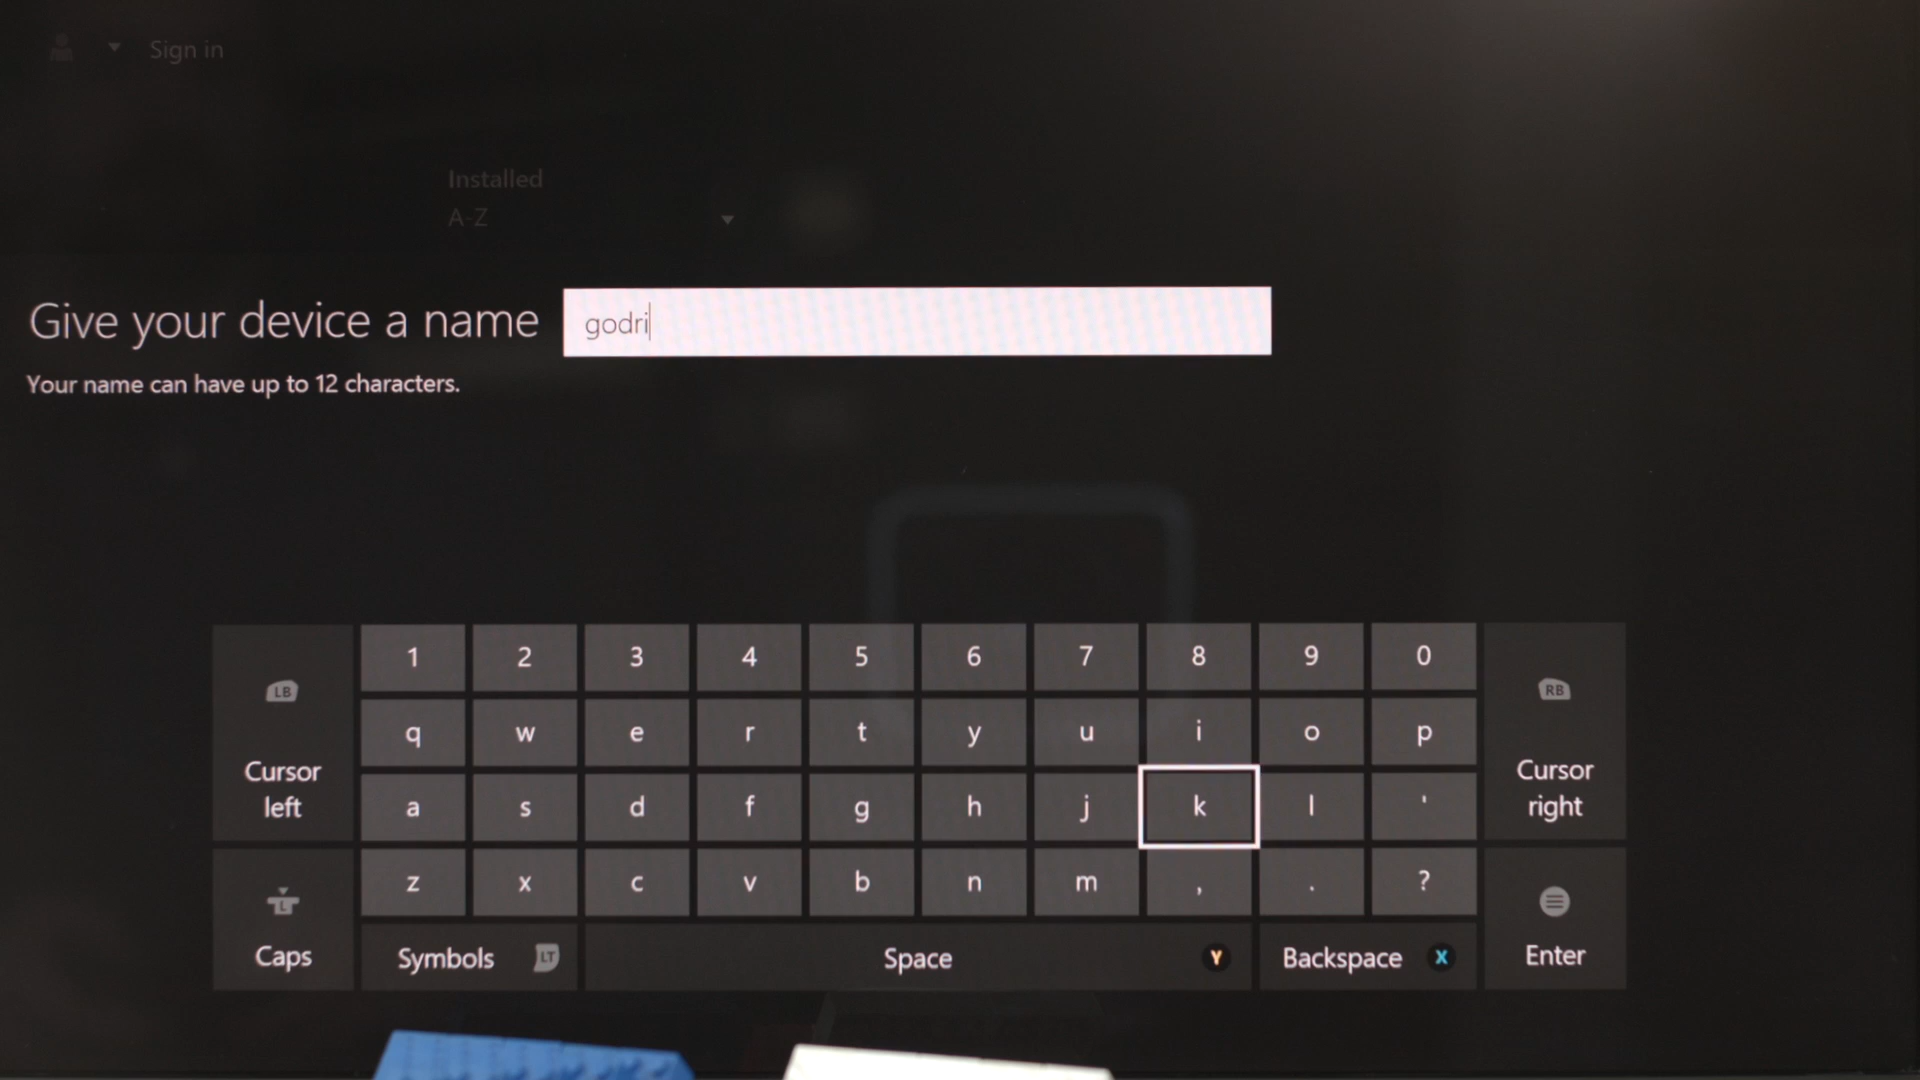 Sign in
Installed
A-Z
Give your device a name godri
Your name can have up to 12 characters.
LB 1 2 3 4 5 6 7 8 9 0 RB
q w e r t y u i o p
Cursor left a s d f g h j k l ' Cursor right
z x c v b n m , . ?
L
Caps Symbols LT Space Y Backspace X Enter